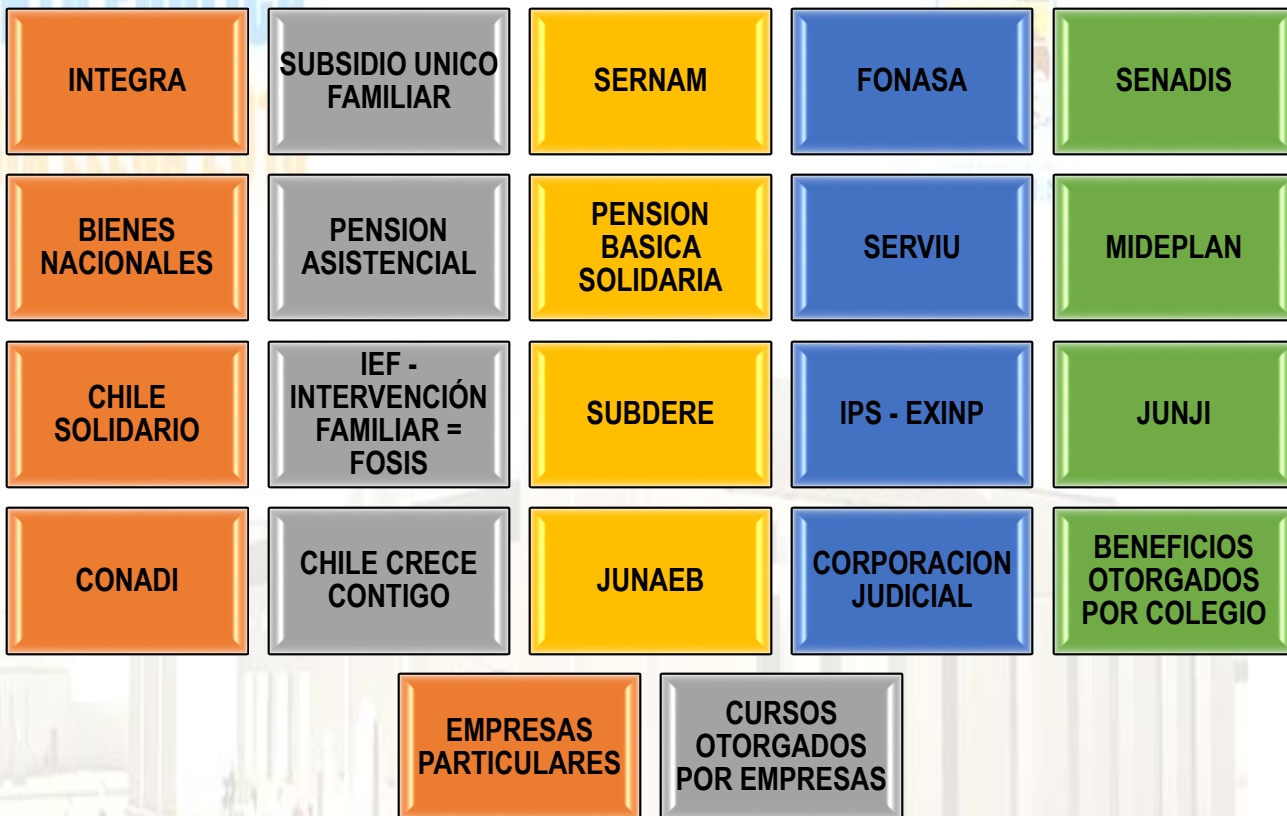 INTEGRA
SUBSIDIO UNICO
FAMILIAR
SERNAM
FONASA
SENADIS
BIENES
NACIONALES
PENSION
ASISTENCIAL
PENSION
BASICA
SOLIDARIA
SERVIU
MIDEPLAN
CHILE
SOLIDARIO
IEF -
INTERVENCIÓN
FAMILIAR =
FOSIS
SUBDERE
IPS - EXINP
JUNJI
CONADI
CHILE CRECE
CONTIGO
JUNAEB
CORPORACION
JUDICIAL
BENEFICIOS
OTORGADOS
POR COLEGIO
EMPRESAS
PARTICULARES
CURSOS
OTORGADOS
POR EMPRESAS